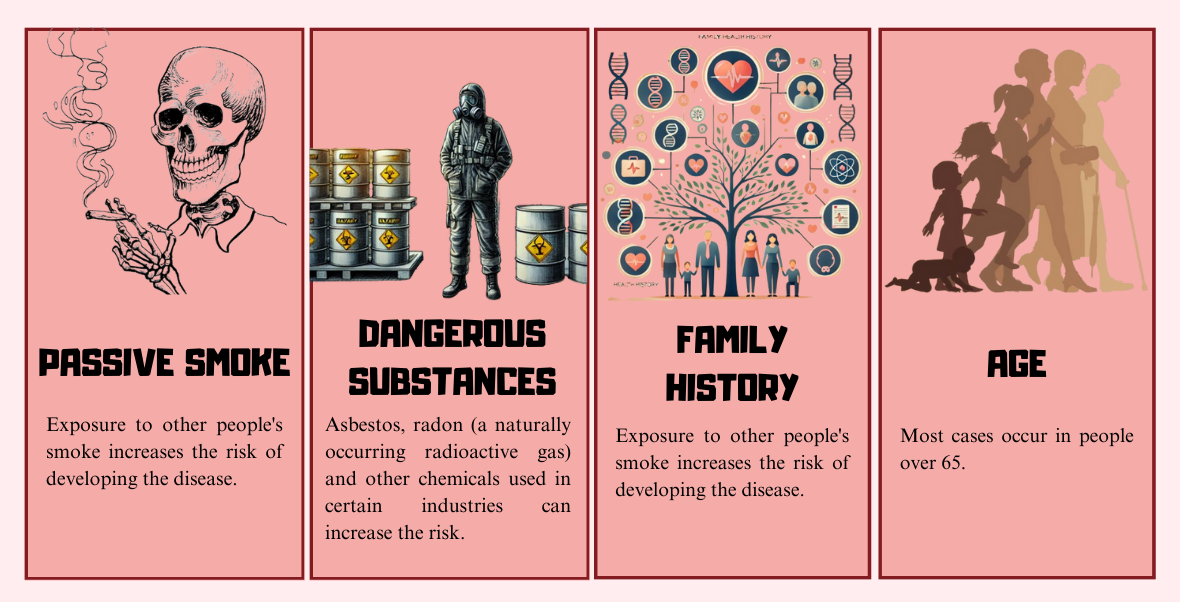 FAMILY HEALTH HISTORY
HEALTH HISTORY
PASSIVE SMOKE
Exposure to other people's
smoke increases the risk of
developing the disease.
DANGEROUS
SUBSTANCES
Asbestos, radon (a naturally
occurring radioactive gas)
and other chemicals used in
certain industries can
increase the risk.
FAMILY
HISTORY
Exposure to other people's
smoke increases the risk of
developing the disease.
AGE
Most cases occur in people
over 65.